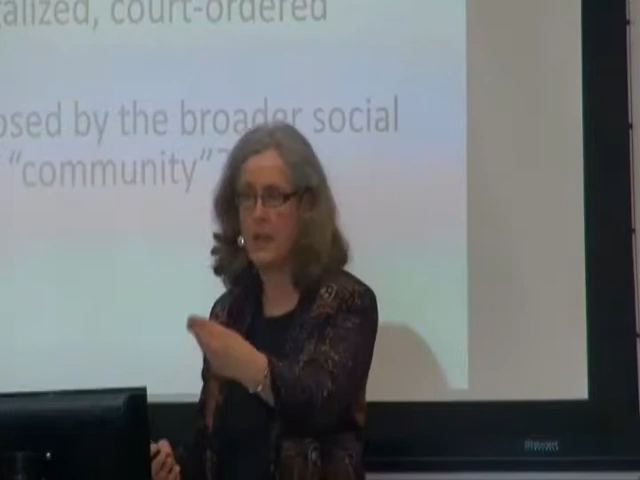 alized, court-ordered
osed by the broader social
"community"?